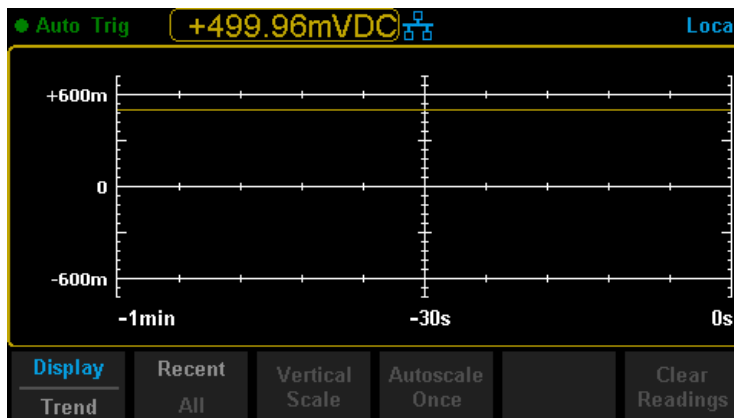 Auto Trig +499.96mVDC Loca
+600m
0
-600m
-1min -30s 0s
Display Recent Vertical Autoscale Clear
Trend All Scale Once Readings